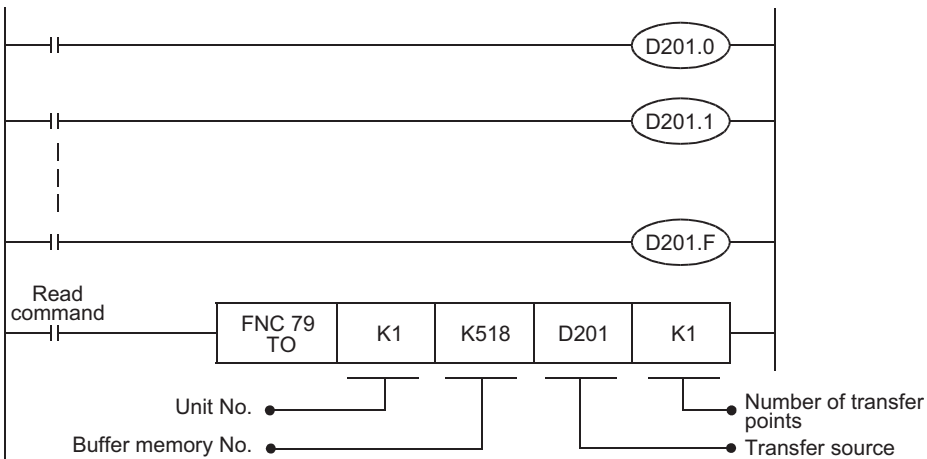 D201.0
D201.1
D201.F
Read
command
FNC 79
TO
K1
K518
D201
K1
Unit No.
Number of transfer
points
Buffer memory No.
Transfer source